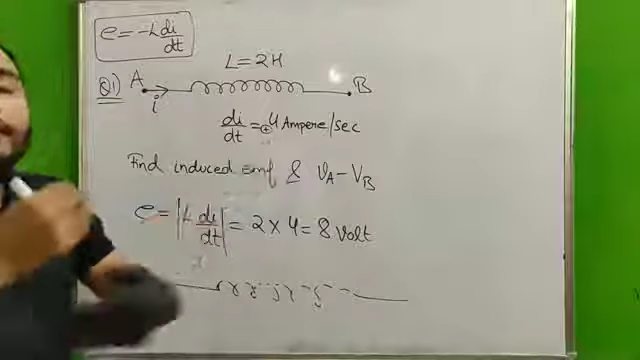 e = -L di/dt
L = 2H
Q1) A B
i
di/dt = +4 Ampere/sec
Find induced emf & VA - VB
e = |L di/dt| = 2 x 4 = 8 Volt